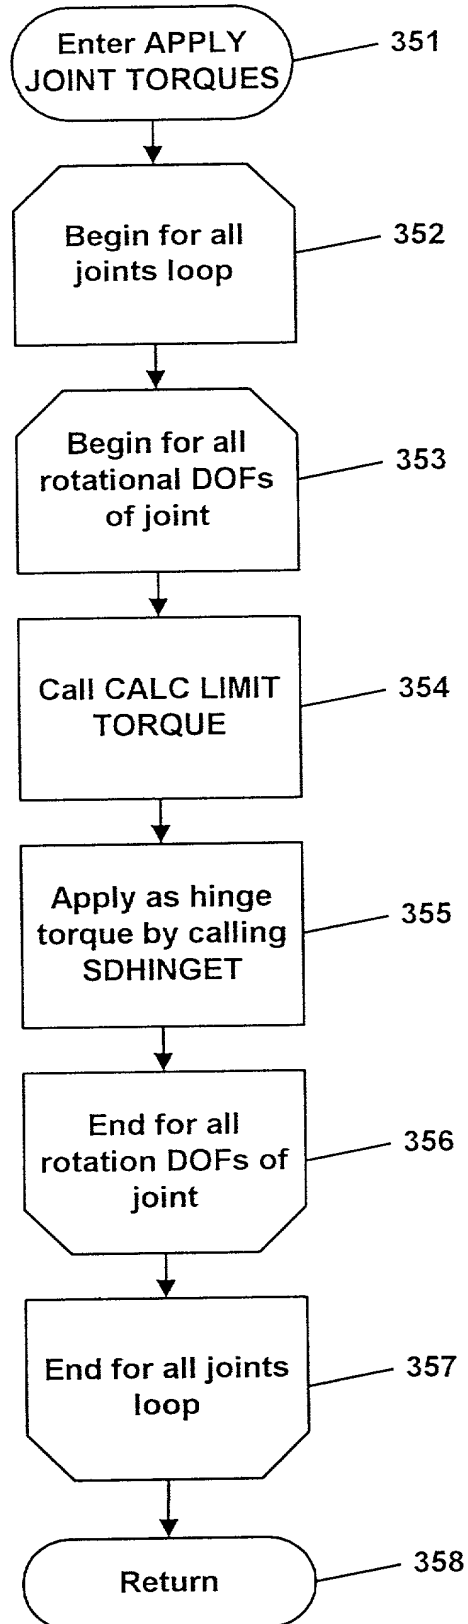 Enter APPLY
JOINT TORQUES
351
Begin for all
joints loop
352
Begin for all
rotational DOFs
of joint
353
Call CALC LIMIT
TORQUE
354
Apply as hinge
torque by calling
SDHINGET
355
End for all
rotation DOFs of
joint
356
End for all joints
loop
357
Return
358